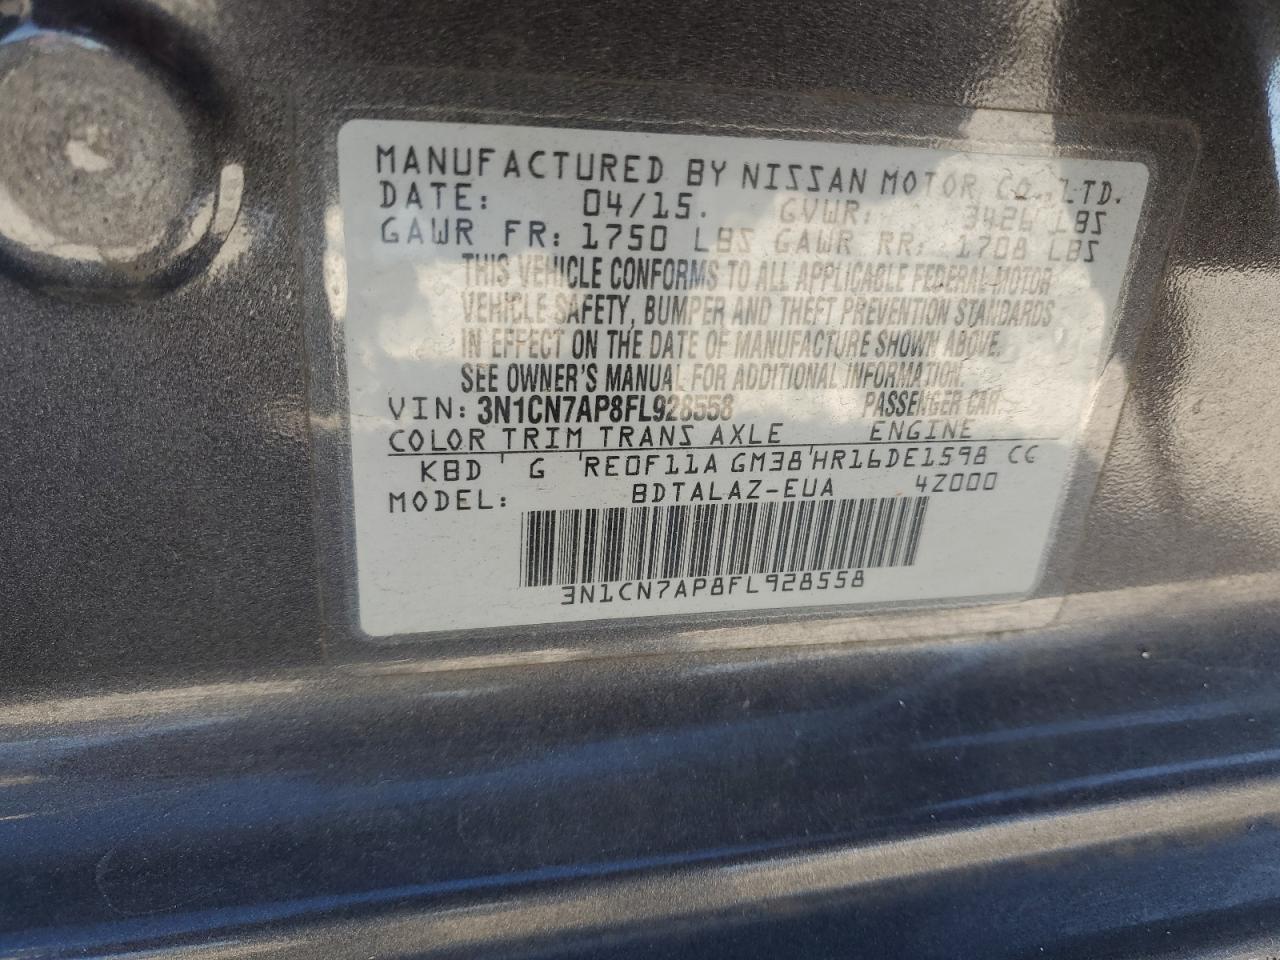 MANUFACTURED BY NISSAN MOTOR CO.,LTD.
DATE: 04/15. GVWR: 3426 LBS
GAWR FR: 1750 LBS GAWR RR: 1708 LBS
THIS VEHICLE CONFORMS TO ALL APPLICABLE FEDERAL MOTOR
VEHICLE SAFETY, BUMPER AND THEFT PREVENTION STANDARDS
IN EFFECT ON THE DATE OF MANUFACTURE SHOWN ABOVE.
SEE OWNER'S MANUAL FOR ADDITIONAL INFORMATION.
VIN: 3N1CN7AP8FL928558 PASSENGER CAR
COLOR TRIM TRANS AXLE ENGINE
KBD ' G 'RE0F11A GM38'HR16DE1598 CC
MODEL: BDTALAZ-EUA 4Z000
3N1CN7AP8FL928558